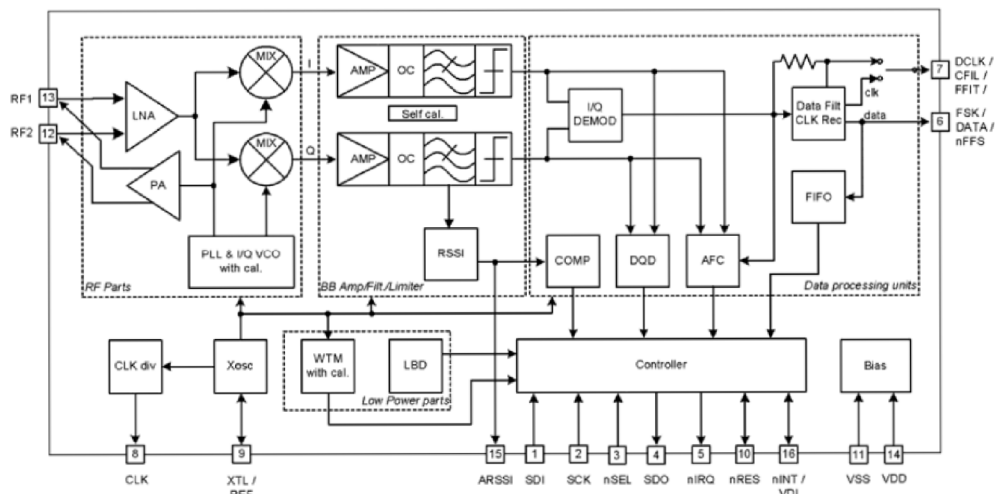 MIX
I
AMP
OC
DCLK /
CFIL /
FFIT /
7
clk
RF1
13
LNA
Self cal.
I/Q
DEMOD
Data Filt
CLK Rec
data
6
FSK /
DATA /
nFFS
RF2
12
MIX
Q
AMP
OC
PA
FIFO
PLL & I/Q VCO
with cal.
RSSI
COMP
DQD
AFC
RF Parts
BB Amp/Filt./Limiter
Data processing units
CLK div
Xosc
WTM
with cal.
LBD
Low Power parts
Controller
Bias
8
9
15
1
2
3
4
5
10
16
11
14
CLK
XTL /
ARSSI
SDI
SCK
nSEL
SDO
nIRQ
nRES
nINT /
VSS
VDD